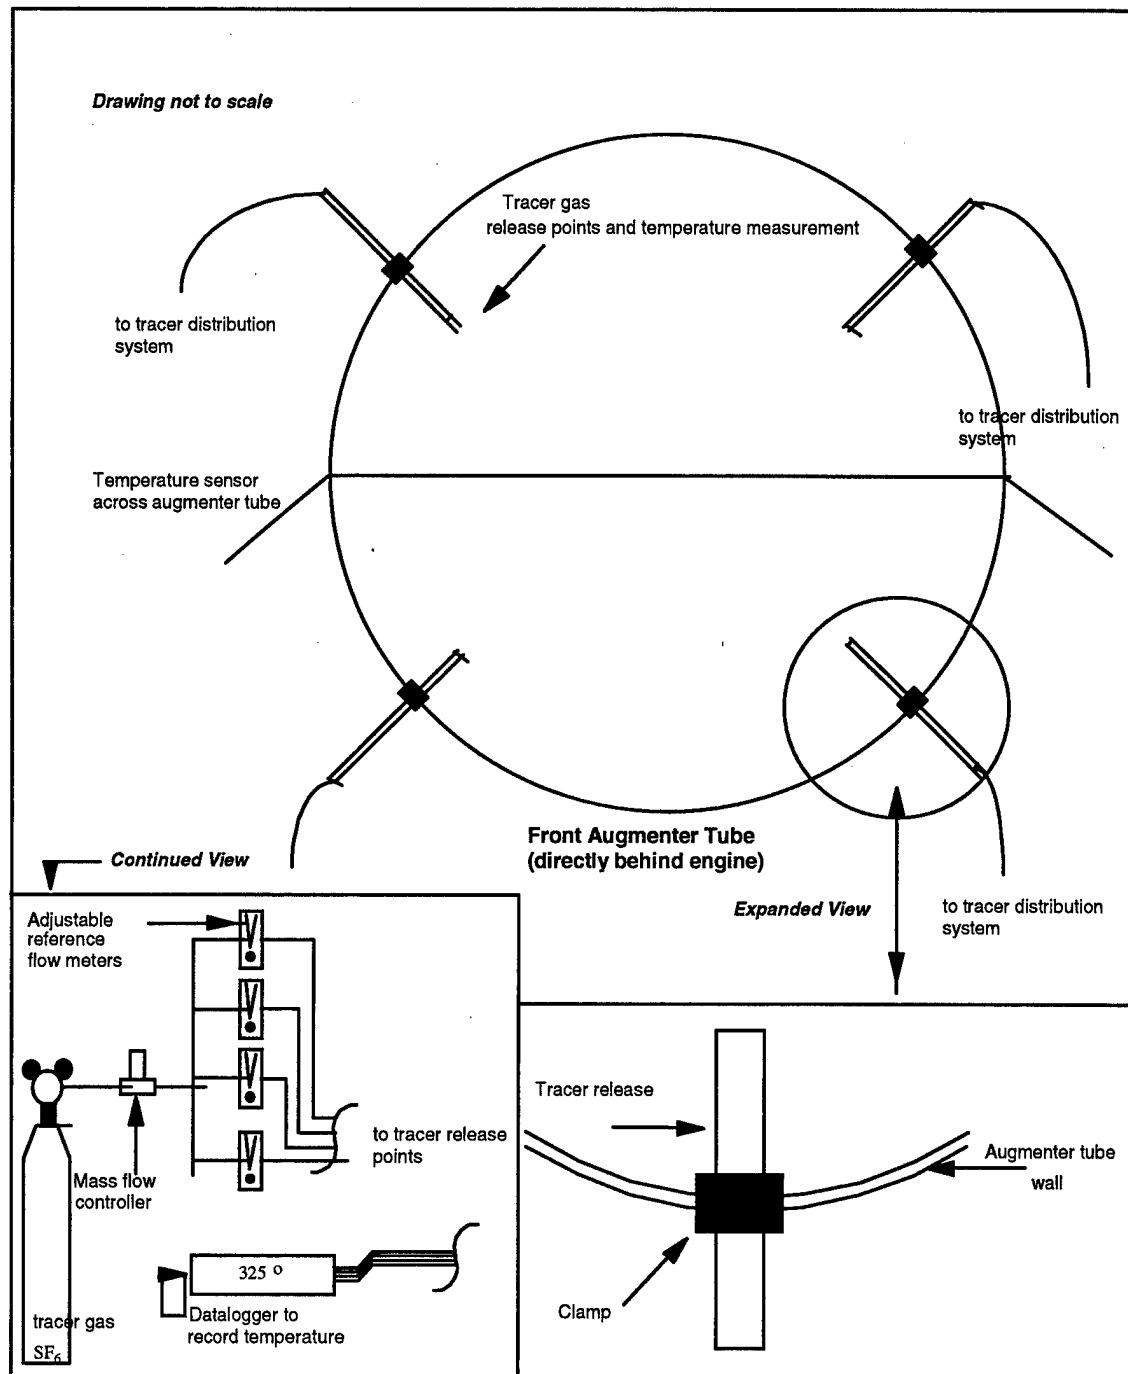 Drawing not to scale
Tracer gas
release points and temperature measurement
to tracer distribution
system
to tracer distribution
system
Temperature sensor
across augmenter tube
Front Augmenter Tube
(directly behind engine)
Continued View
Expanded View
to tracer distribution
system
Adjustable
reference
flow meters
to tracer release
points
Mass flow
controller
325 °
Datalogger to
record temperature
tracer gas
SF6
Tracer release
Augmenter tube
wall
Clamp